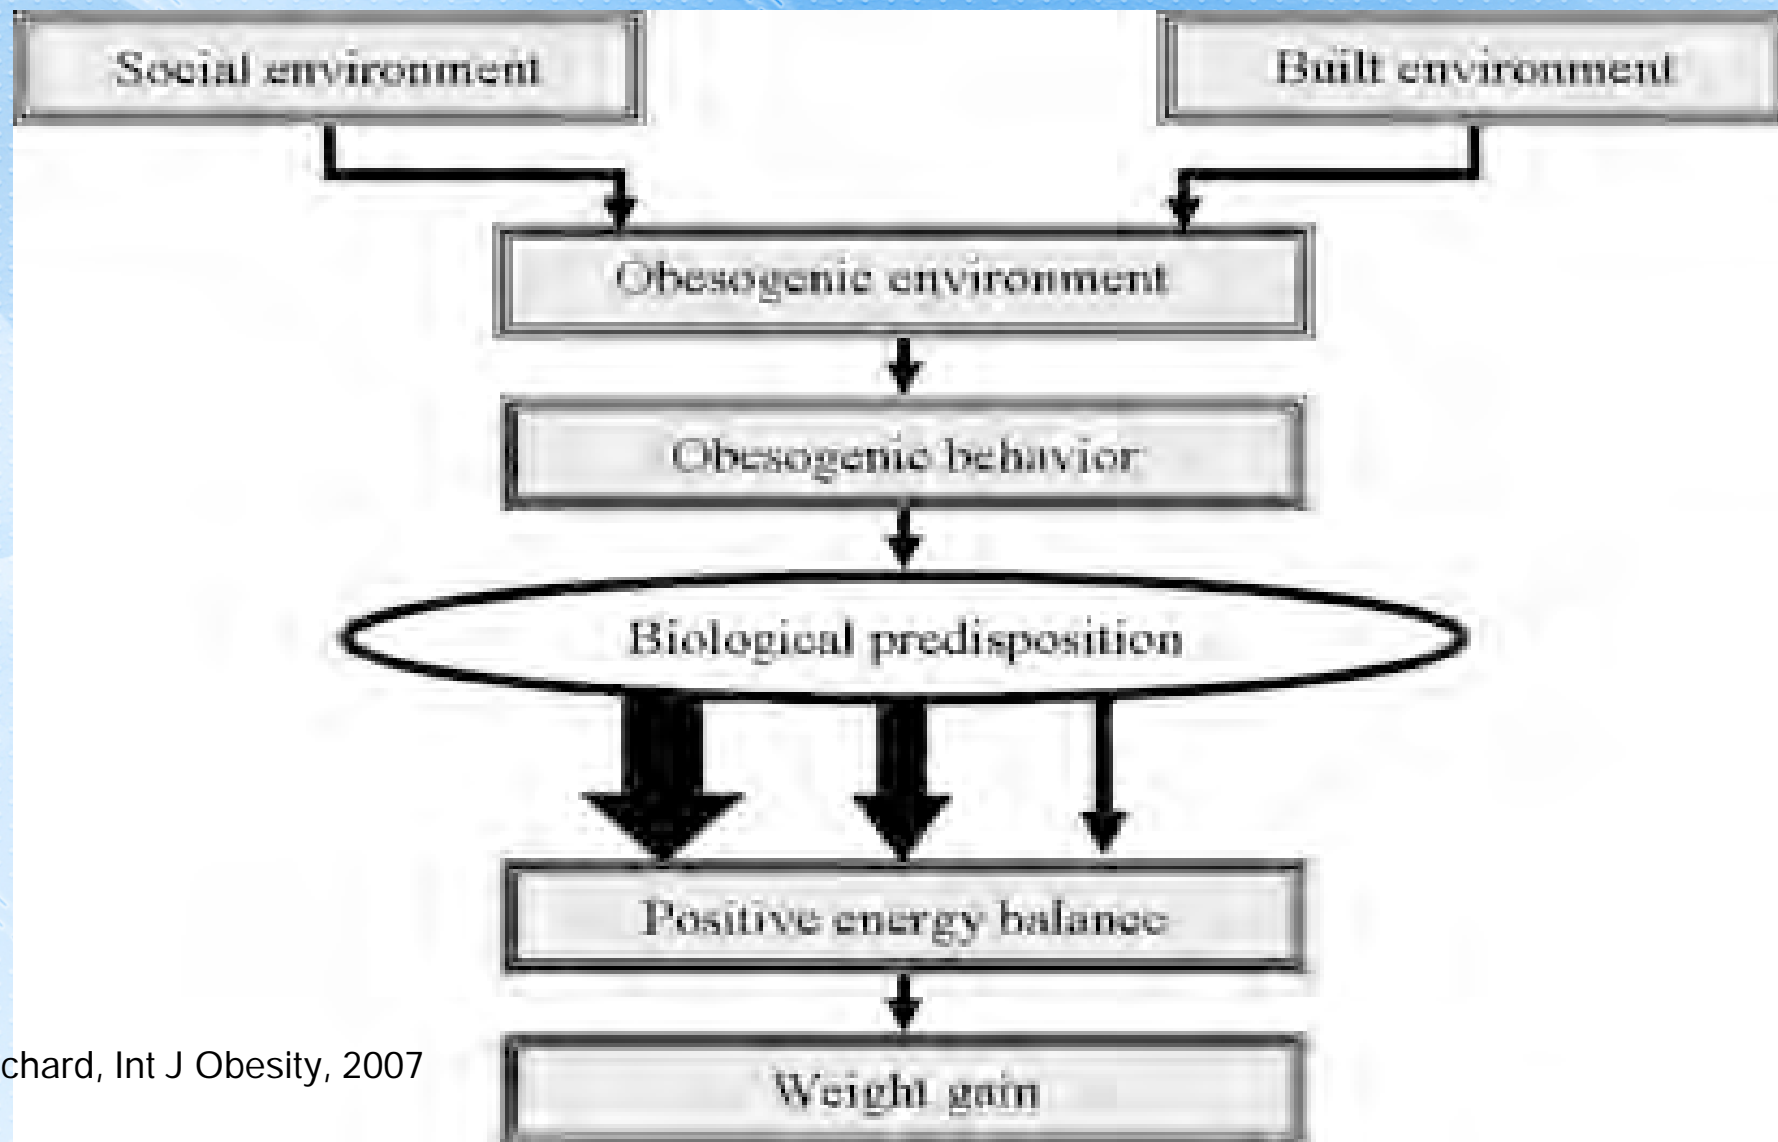 Social environment
Built environment
Obesogenic environment
Obesogenic behavior
Biological predisposition
Positive energy balance
Weight gain
chard, Int J Obesity, 2007